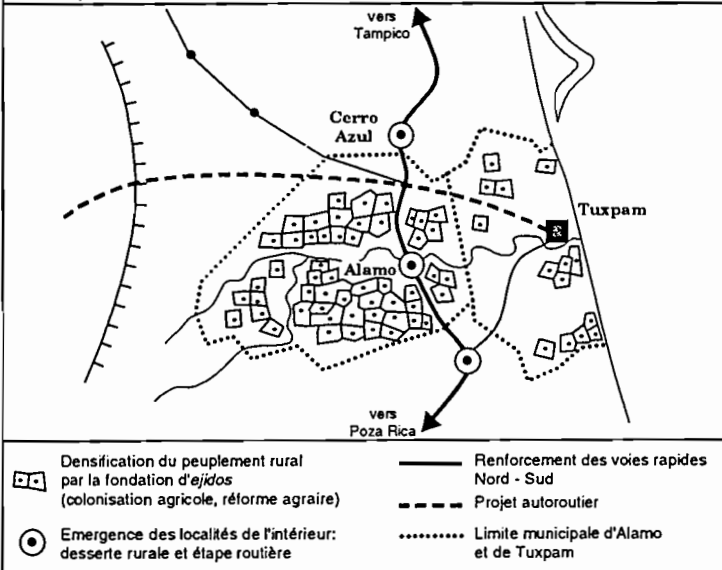 vers
Tampico
Cerro
Azul
Tuxpam
Alamo
vers
Poza Rica
Densification du peuplement rural
par la fondation d'ejidos
(colonisation agricole, réforme agraire)
Emergence des localités de l'intérieur:
desserte rurale et étape routière
Renforcement des voies rapides
Nord - Sud
Projet autoroutier
Limite municipale d'Alamo
et de Tuxpam